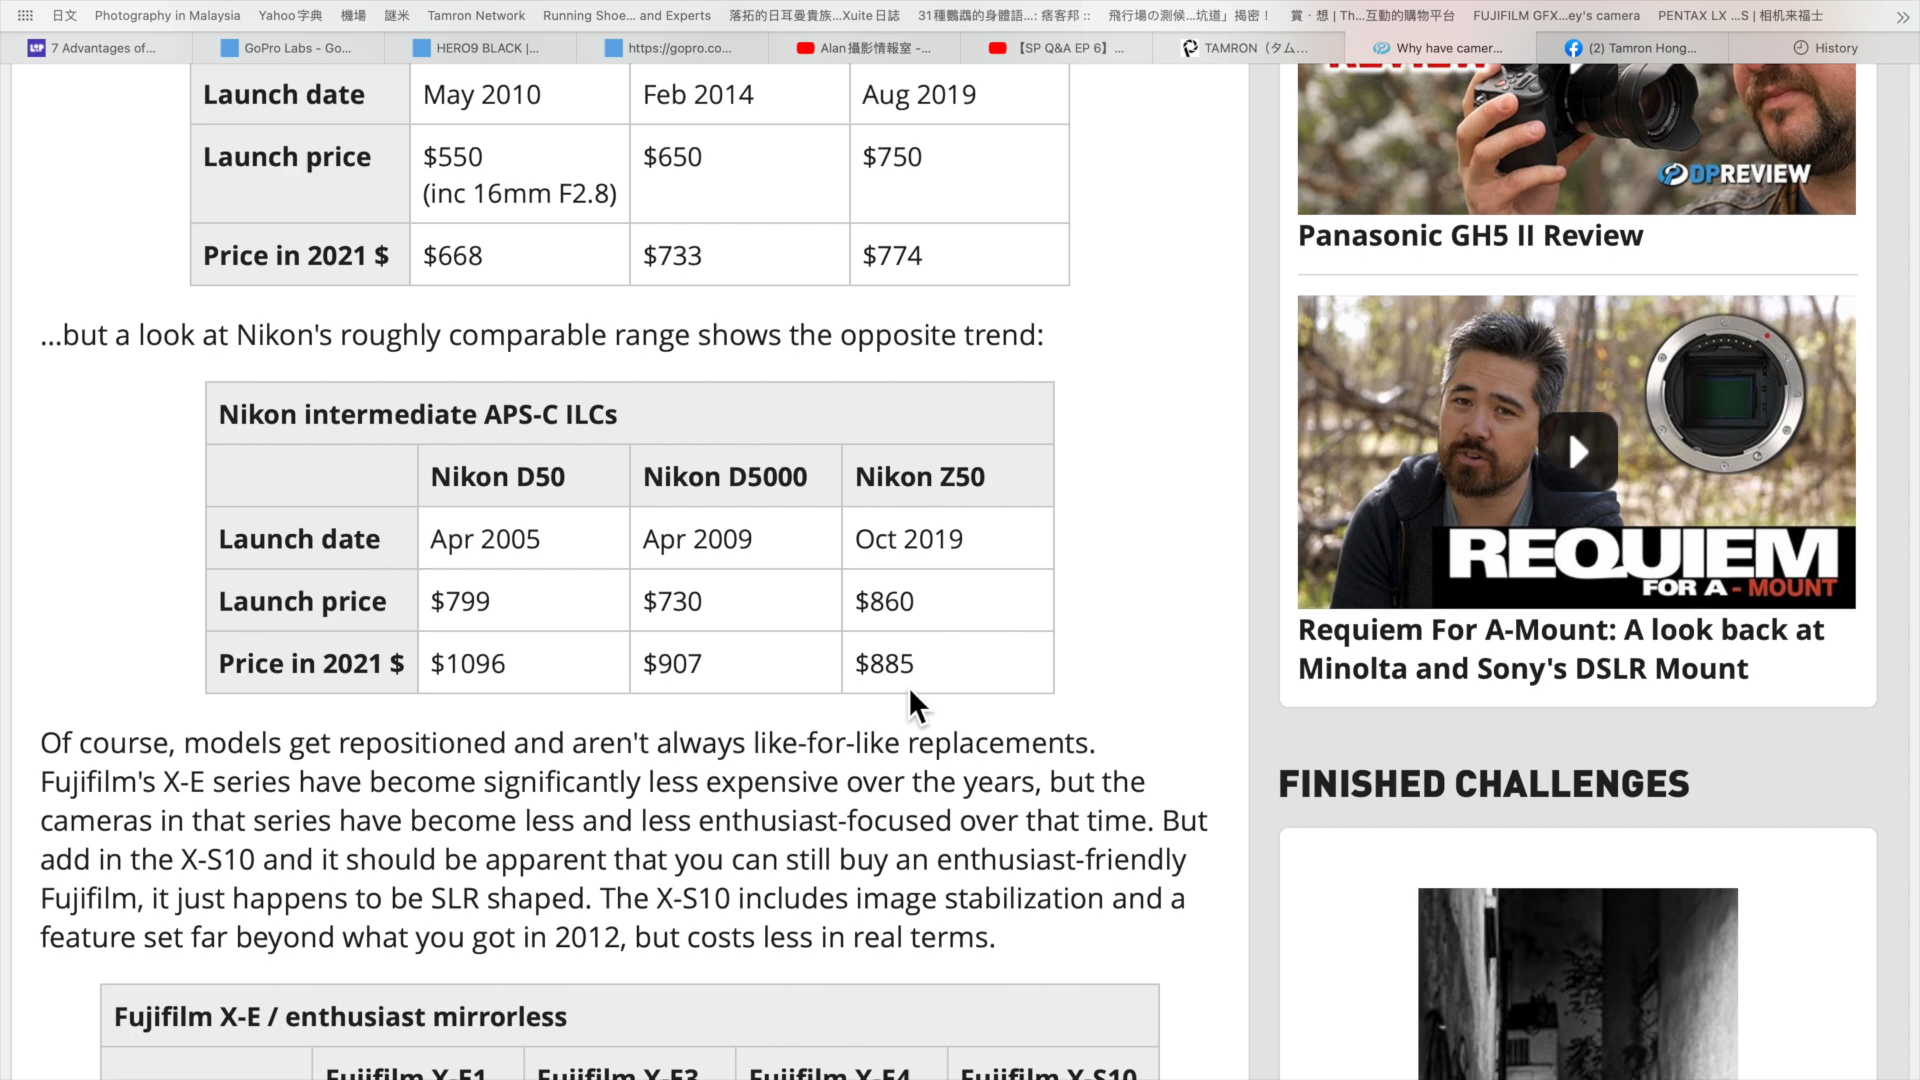 日文 Photography in Malaysia Yahoo字典 機場 謎米 Tamron Network Running Shoe... and Experts 落拓的日耳曼貴族...Xuite日誌 31種鸚鵡的身體語...: 痞客邦 :: 飛行場の測候...坑道」揭密！ 賞・想 | Th...互動的購物平台 FUJIFILM GFX...ey's camera PENTAX LX ...S | 相机来福士
7 Advantages of... GoPro Labs - Go... HERO9 BLACK |... https://gopro.co... Alan攝影情報室 -... 【SP Q&A EP 6】... TAMRON（タム... Why have camer... (2) Tamron Hong... History
Launch date May 2010 Feb 2014 Aug 2019
Launch price $550 $650 $750
(inc 16mm F2.8)
Price in 2021 $ $668 $733 $774
...but a look at Nikon's roughly comparable range shows the opposite trend:
Nikon intermediate APS-C ILCs
Nikon D50 Nikon D5000 Nikon Z50
Launch date Apr 2005 Apr 2009 Oct 2019
Launch price $799 $730 $860
Price in 2021 $ $1096 $907 $885
Of course, models get repositioned and aren't always like-for-like replacements.
Fujifilm's X-E series have become significantly less expensive over the years, but the
cameras in that series have become less and less enthusiast-focused over that time. But
add in the X-S10 and it should be apparent that you can still buy an enthusiast-friendly
Fujifilm, it just happens to be SLR shaped. The X-S10 includes image stabilization and a
feature set far beyond what you got in 2012, but costs less in real terms.
Fujifilm X-E / enthusiast mirrorless
Fujifilm X-E1 Fujifilm X-E3 Fujifilm X-E4 Fujifilm X-S10
REVIEW
DPREVIEW
Panasonic GH5 II Review
REQUIEM
FOR A - MOUNT
Requiem For A-Mount: A look back at
Minolta and Sony's DSLR Mount
FINISHED CHALLENGES